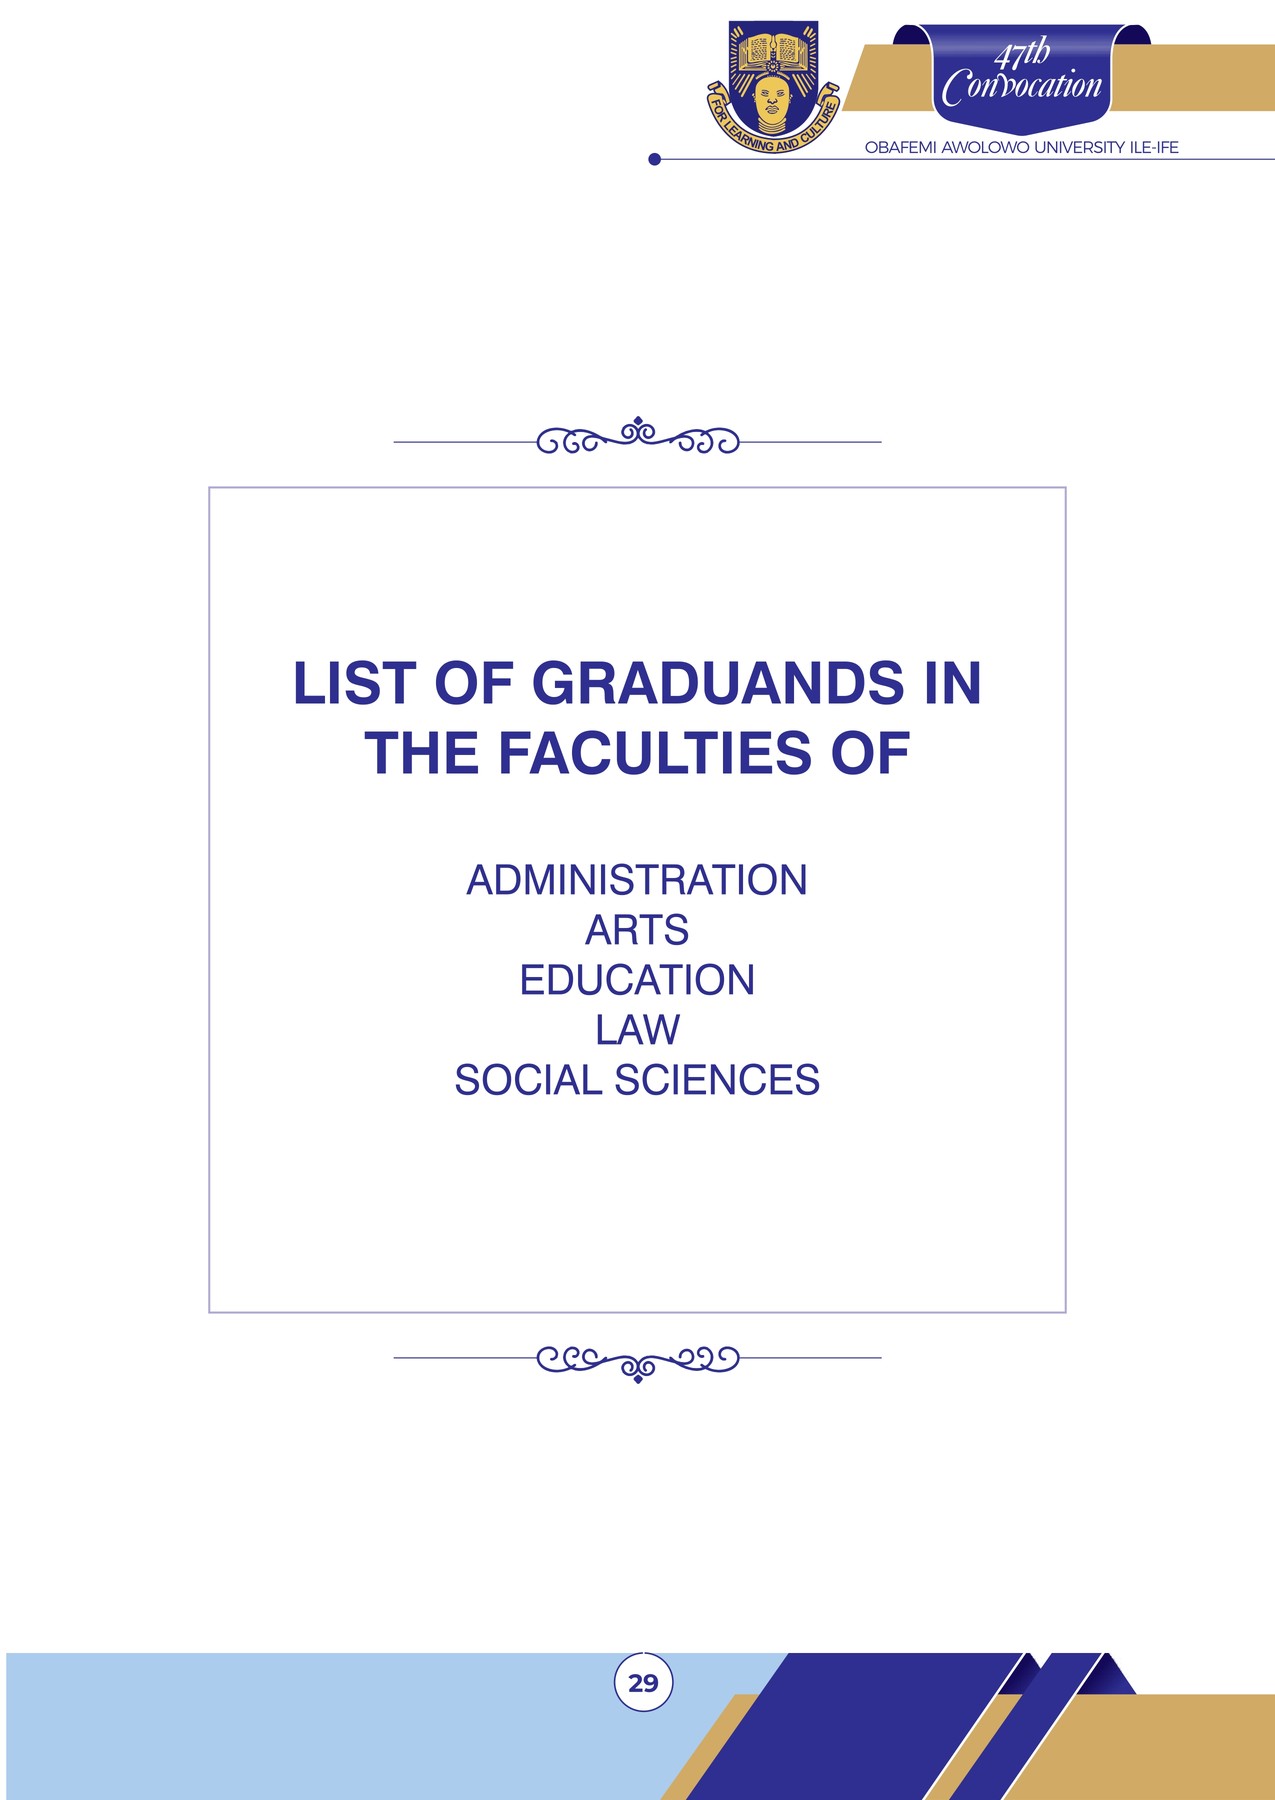 47th
Convocation
FOR LEARNING AND CULTURE
OBAFEMI AWOLOWO UNIVERSITY ILE-IFE
LIST OF GRADUANDS IN
THE FACULTIES OF
ADMINISTRATION
ARTS
EDUCATION
LAW
SOCIAL SCIENCES
29